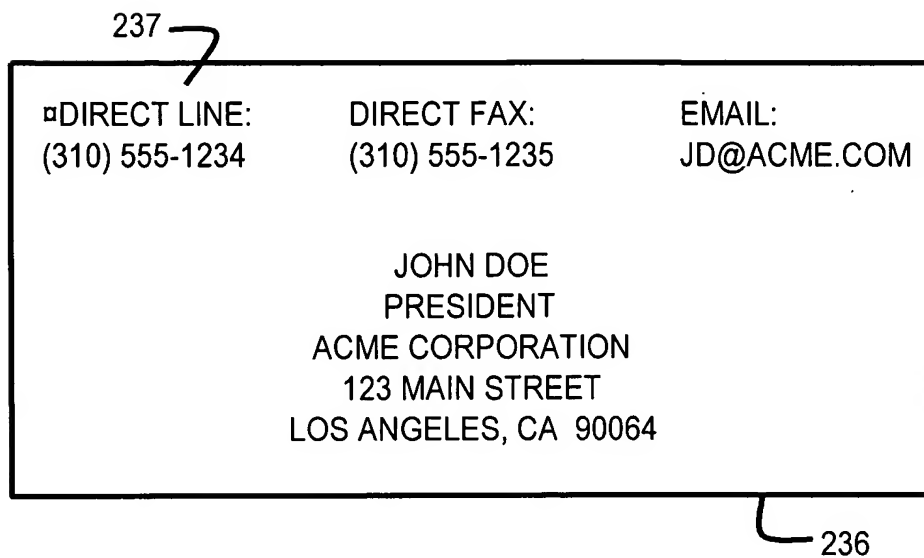 237
¤DIRECT LINE: DIRECT FAX: EMAIL:
(310) 555-1234 (310) 555-1235 JD@ACME.COM
JOHN DOE
PRESIDENT
ACME CORPORATION
123 MAIN STREET
LOS ANGELES, CA 90064
236